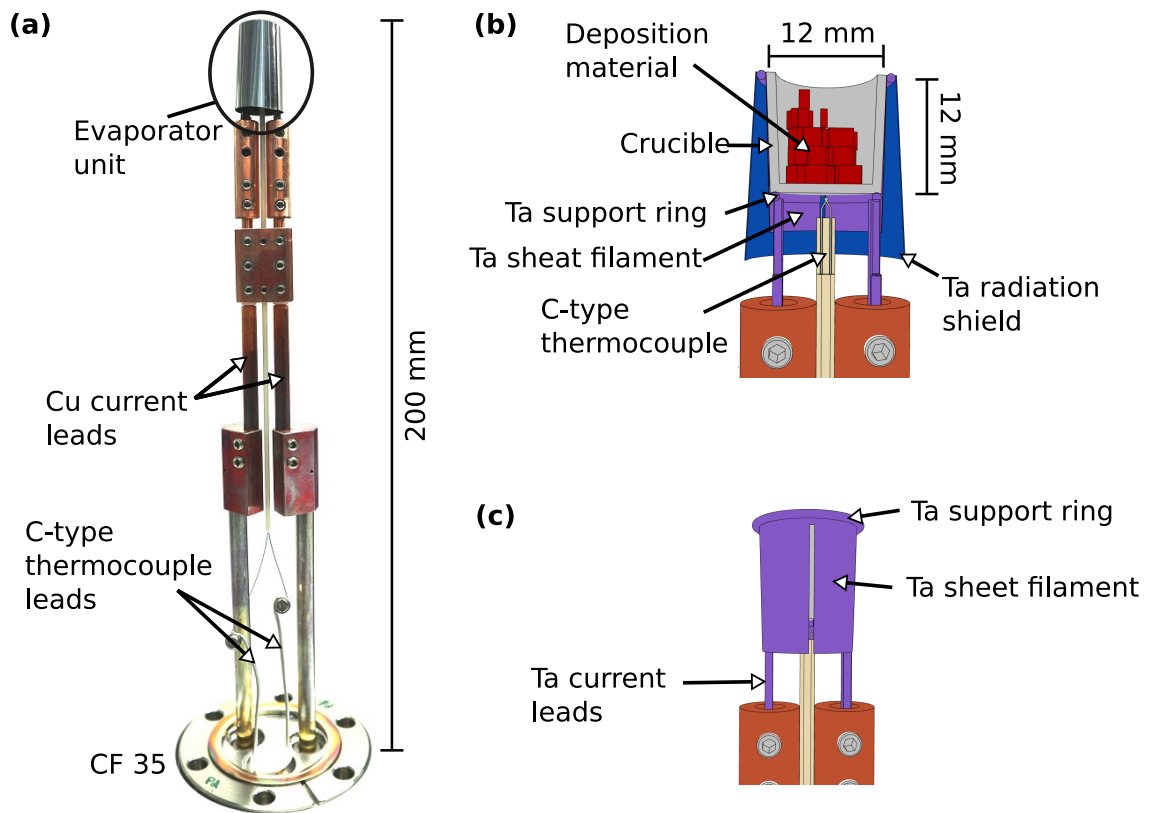 (a)
Evaporator
unit
Cu current
leads
C-type
thermocouple
leads
CF 35
200 mm
(b)
Deposition
material
12 mm
12 mm
Crucible
Ta support ring
Ta sheat filament
C-type
thermocouple
Ta radiation
shield
(c)
Ta support ring
Ta sheet filament
Ta current
leads
Pd
Pd